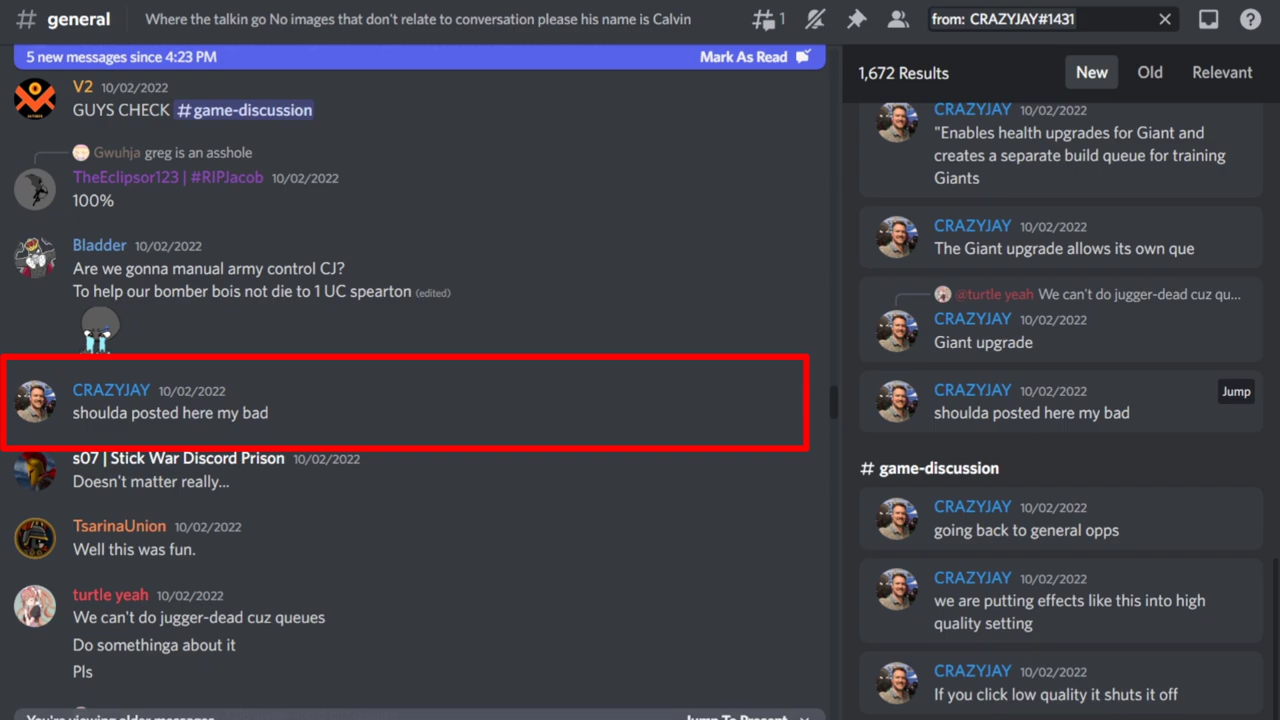 # general
Where the talkin go No images that don't relate to conversation please his name is Calvin
1
from: CRAZYJAY#1431
5 new messages since 4:23 PM
Mark As Read
V2 10/02/2022
GUYS CHECK #game-discussion
Gwuhja greg is an asshole
TheEclipsor123 | #RIPJacob 10/02/2022
100%
Bladder 10/02/2022
Are we gonna manual army control CJ?
To help our bomber bois not die to 1 UC spearton (edited)
CRAZYJAY 10/02/2022
shoulda posted here my bad
s07 | Stick War Discord Prison 10/02/2022
Doesn't matter really...
TsarinaUnion 10/02/2022
Well this was fun.
turtle yeah 10/02/2022
We can't do jugger-dead cuz queues
Do somethinga about it
Pls
You're viewing older messages
Jump To Present
1,672 Results
New
Old
Relevant
CRAZYJAY 10/02/2022
"Enables health upgrades for Giant and
creates a separate build queue for training
Giants
CRAZYJAY 10/02/2022
The Giant upgrade allows its own que
@turtle yeah We can't do jugger-dead cuz qu...
CRAZYJAY 10/02/2022
Giant upgrade
CRAZYJAY 10/02/2022
Jump
shoulda posted here my bad
# game-discussion
CRAZYJAY 10/02/2022
going back to general opps
CRAZYJAY 10/02/2022
we are putting effects like this into high
quality setting
CRAZYJAY 10/02/2022
If you click low quality it shuts it off